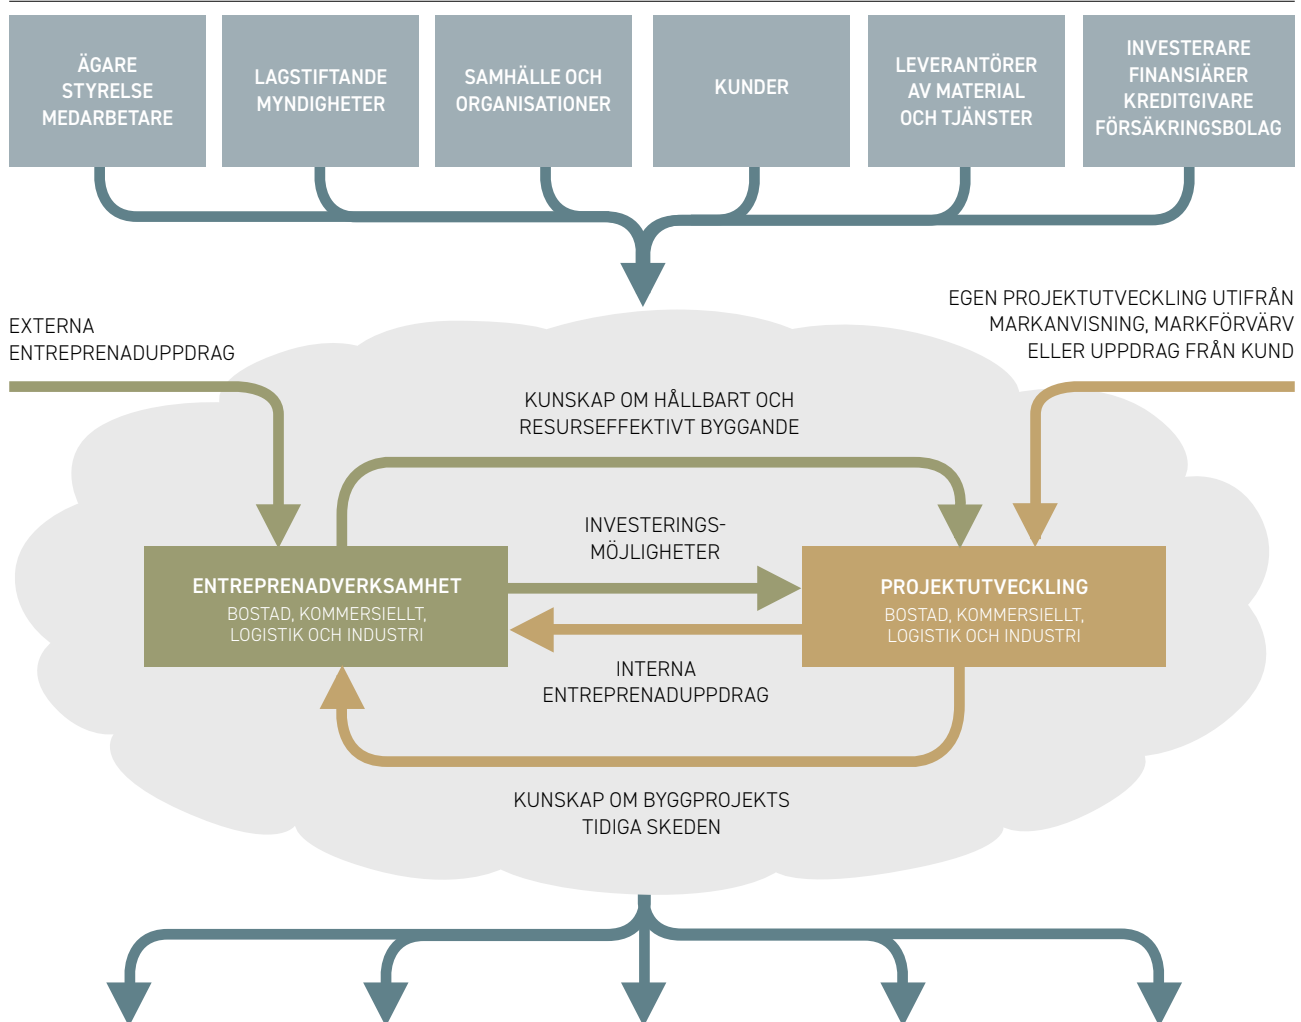 ÄGARE
STYRELSE
MEDARBETARE
LAGSTIFTANDE
MYNDIGHETER
SAMHÄLLE OCH
ORGANISATIONER
KUNDER
LEVERANTÖRER
AV MATERIAL
OCH TJÄNSTER
INVESTERARE
FINANSIÄRER
KREDITGIVARE
FÖRSÄKRINGSBOLAG
EXTERNA
ENTREPRENADUPPDRAG
EGEN PROJEKTUTVECKLING UTIFRÅN
MARKANVISNING, MARKFÖRVÄRV
ELLER UPPDRAG FRÅN KUND
KUNSKAP OM HÅLLBART OCH
RESURSEFFEKTIVT BYGGANDE
INVESTERINGS-
MÖJLIGHETER
ENTREPRENADVERKSAMHET
BOSTAD, KOMMERSIELLT,
LOGISTIK OCH INDUSTRI
PROJEKTUTVECKLING
BOSTAD, KOMMERSIELLT,
LOGISTIK OCH INDUSTRI
INTERNA
ENTREPRENADUPPDRAG
KUNSKAP OM BYGGPROJEKTS
TIDIGA SKEDEN